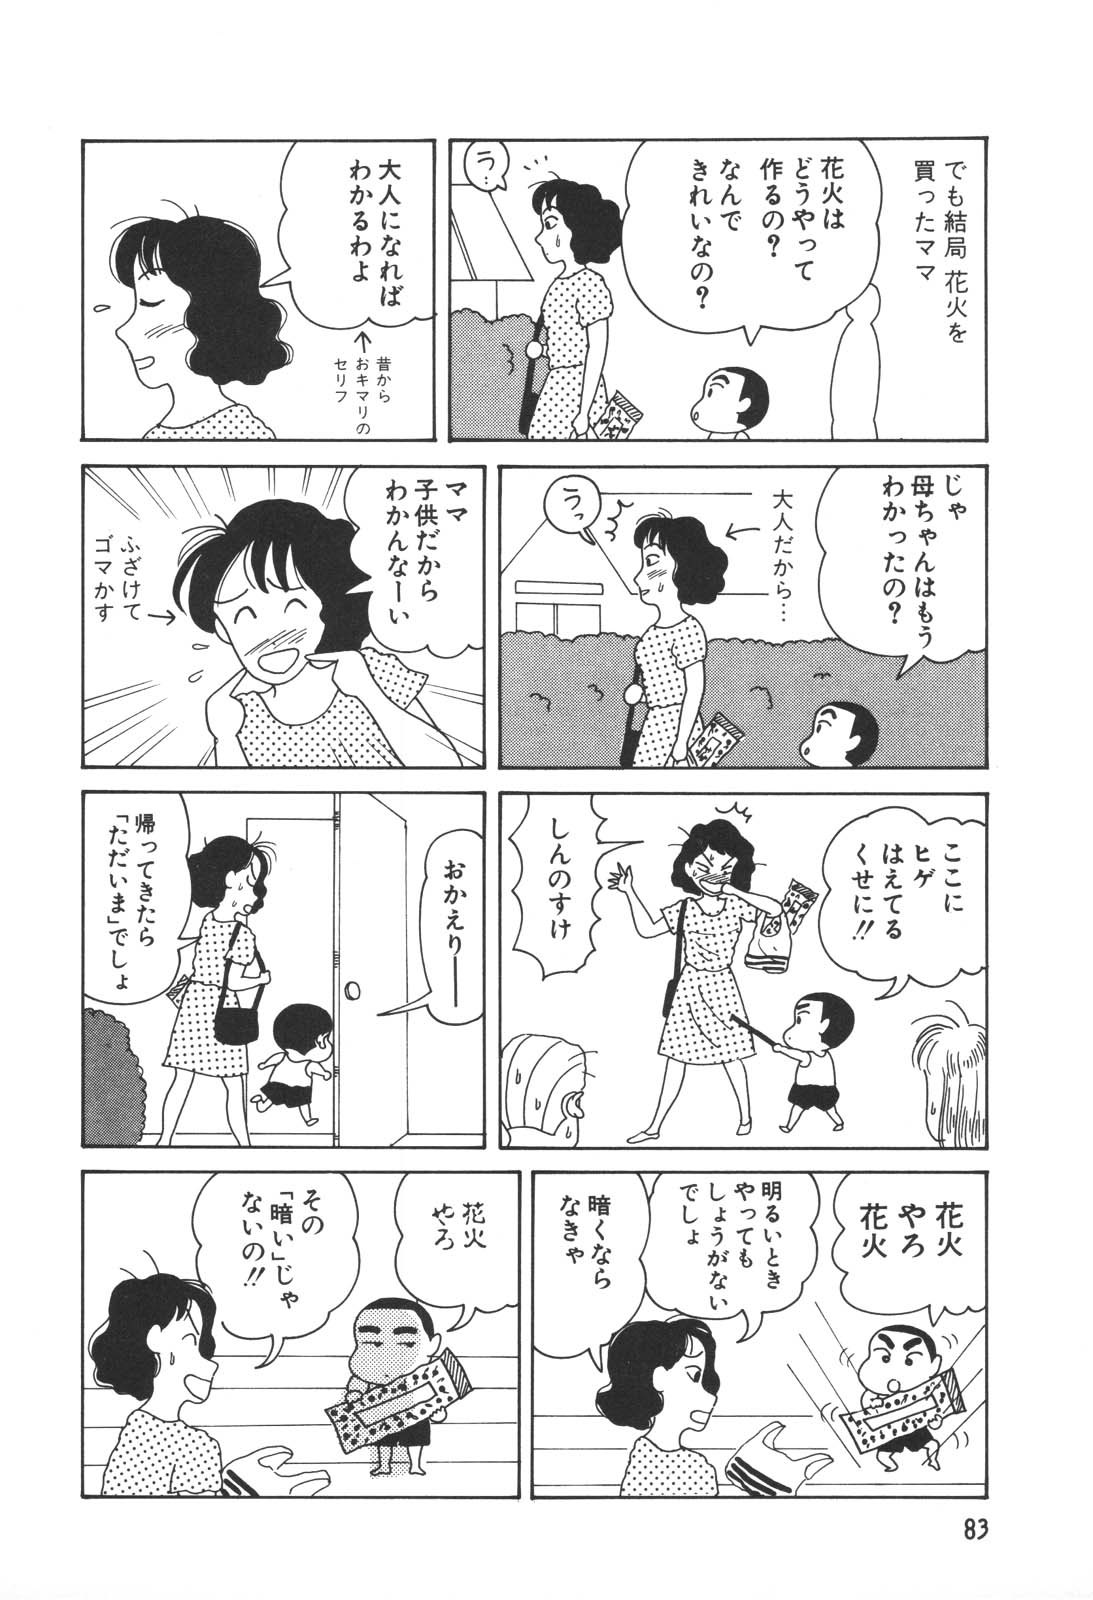 でも結局 花火を
買ったママ
花火は
どうやって
作るの?
なんで
きれいなの?
う…
大人になれば
わかるわよ
昔から
おキマリの
セリフ
じゃ
母ちゃんはもう
わかったの?
大人だから…
うっ
ママ
子供だから
わかんなーい
ふざけて
ゴマかす
ここに
ヒゲ
はえてる
くせに!!
しんのすけ
おかえり——
帰ってきたら
「ただいま」でしょ
花火
やろ
花火
明るいとき
やっても
しょうがない
でしょ
暗くなら
なきゃ
花火
やろ
その
「暗い」じゃ
ないの!!
83